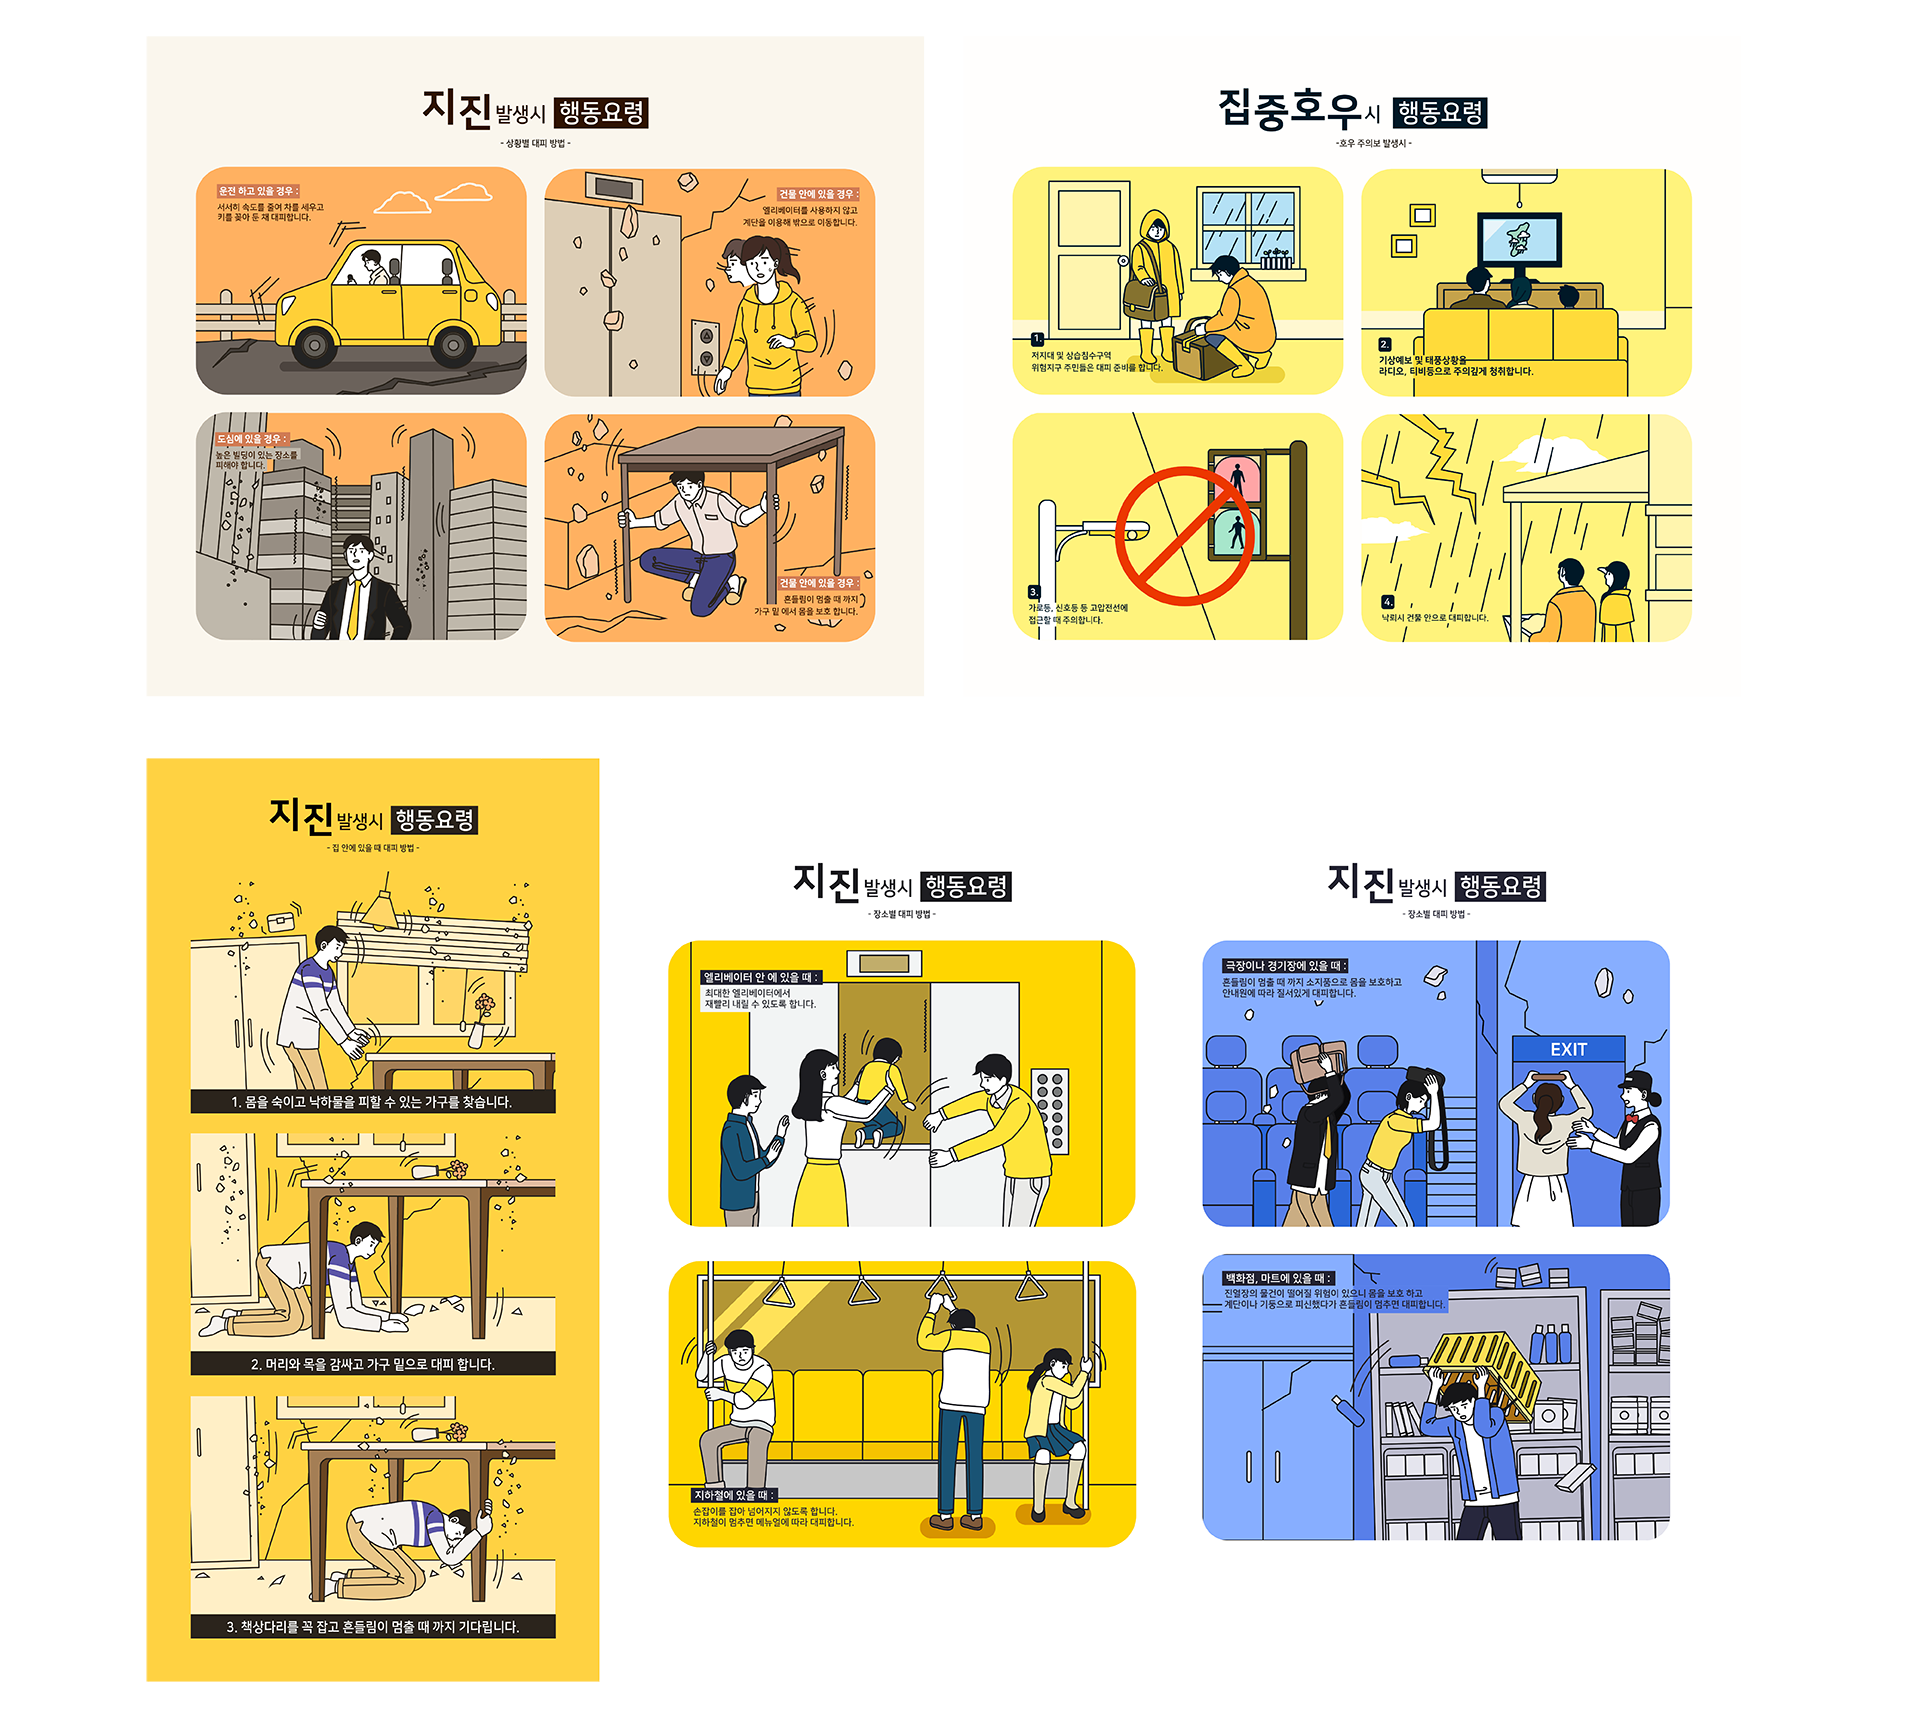 지진 발생시 행동요령
- 상황별 대피 방법 -
운전 하고 있을 경우 :
서서히 속도를 줄여 차를 세우고
키를 꽂아 둔 채 대피합니다.
건물 안에 있을 경우 :
엘리베이터를 사용하지 않고
계단을 이용해 밖으로 이동합니다.
도심에 있을 경우 :
높은 빌딩이 있는 장소를
피해야 합니다.
건물 안에 있을 경우 :
흔들림이 멈출 때 까지
가구 밑 에서 몸을 보호 합니다.
집중호우시 행동요령
-호우 주의보 발생시 -
1.
저지대 및 상습침수구역
위험지구 주민들은 대피 준비를 합니다.
2.
기상예보 및 태풍상황을
라디오, 티비등으로 주의깊게 청취합니다.
3.
가로등, 신호등 등 고압전선에
접근할 때 주의합니다.
4.
낙뢰시 건물 안으로 대피합니다.
지진 발생시 행동요령
- 집 안에 있을 때 대피 방법 -
1. 몸을 숙이고 낙하물을 피할 수 있는 가구를 찾습니다.
2. 머리와 목을 감싸고 가구 밑으로 대피 합니다.
3. 책상다리를 꼭 잡고 흔들림이 멈출 때 까지 기다립니다.
지진 발생시 행동요령
- 장소별 대피 방법 -
엘리베이터 안 에 있을 때 :
최대한 엘리베이터에서
재빨리 내릴 수 있도록 합니다.
지하철에 있을 때 :
손잡이를 잡아 넘어지지 않도록 합니다.
지하철이 멈추면 메뉴얼에 따라 대피합니다.
지진 발생시 행동요령
- 장소별 대피 방법 -
극장이나 경기장에 있을 때 :
흔들림이 멈출 때 까지 소지품으로 몸을 보호하고
안내원에 따라 질서있게 대피합니다.
EXIT
백화점, 마트에 있을 때 :
진열장의 물건이 떨어질 위험이 있으니 몸을 보호 하고
계단이나 기둥으로 피신했다가 흔들림이 멈추면 대피합니다.